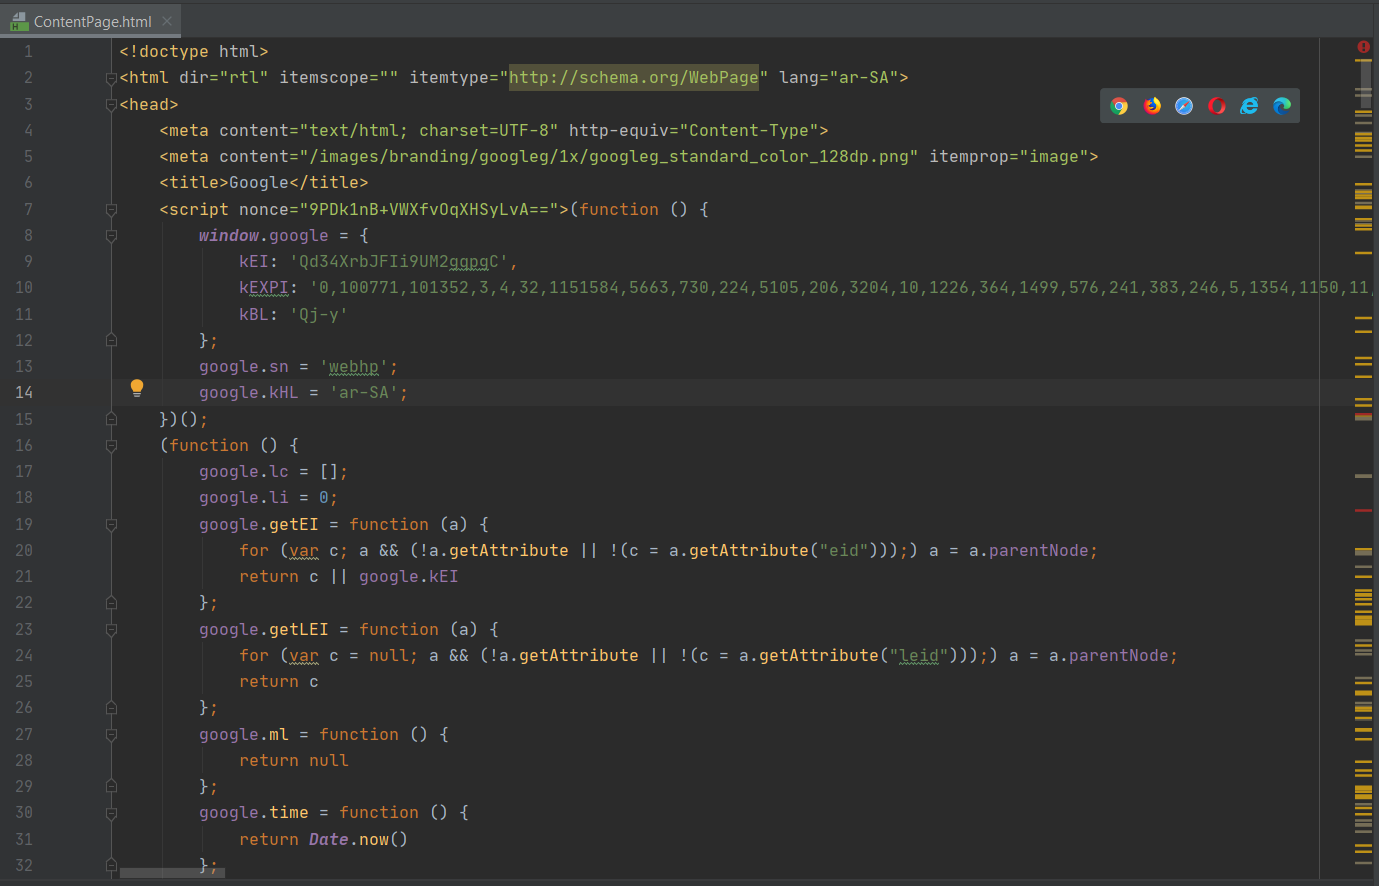 ContentPage.html
1 <!doctype html>
2 <html dir="rtl" itemscope="" itemtype="http://schema.org/WebPage" lang="ar-SA">
3 <head>
4 <meta content="text/html; charset=UTF-8" http-equiv="Content-Type">
5 <meta content="/images/branding/googleg/1x/googleg_standard_color_128dp.png" itemprop="image">
6 <title>Google</title>
7 <script nonce="9PDk1nB+VWXfvOqXHSyLvA==">(function () {
8 window.google = {
9 kEI: 'Qd34XrbJFIi9UM2gqpgC',
10 kEXPI: '0,100771,101352,3,4,32,1151584,5663,730,224,5105,206,3204,10,1226,364,1499,576,241,383,246,5,1354,1150,11,
11 kBL: 'Qj-y'
12 };
13 google.sn = 'webhp';
14 google.kHL = 'ar-SA';
15 })();
16 (function () {
17 google.lc = [];
18 google.li = 0;
19 google.getEI = function (a) {
20 for (var c; a && (!a.getAttribute || !(c = a.getAttribute("eid")));) a = a.parentNode;
21 return c || google.kEI
22 };
23 google.getLEI = function (a) {
24 for (var c = null; a && (!a.getAttribute || !(c = a.getAttribute("leid")));) a = a.parentNode;
25 return c
26 };
27 google.ml = function () {
28 return null
29 };
30 google.time = function () {
31 return Date.now()
32 };